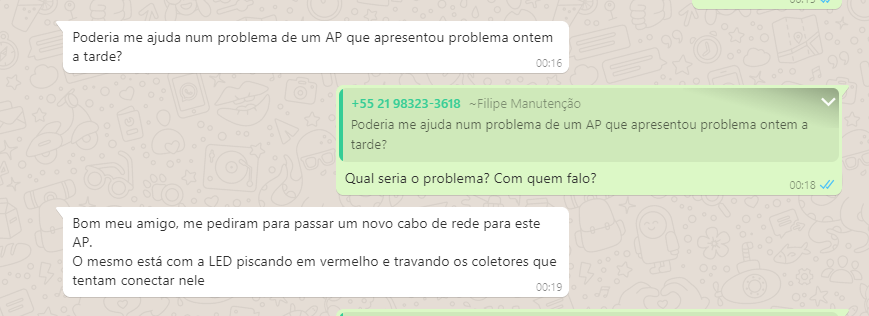 Poderia me ajuda num problema de um AP que apresentou problema ontem
a tarde?
00:16
+55 21 98323-3618 ~Filipe Manutenção
Poderia me ajuda num problema de um AP que apresentou problema ontem a
tarde?
Qual seria o problema? Com quem falo?
00:18
Bom meu amigo, me pediram para passar um novo cabo de rede para este
AP.
O mesmo está com a LED piscando em vermelho e travando os coletores que
tentam conectar nele
00:19